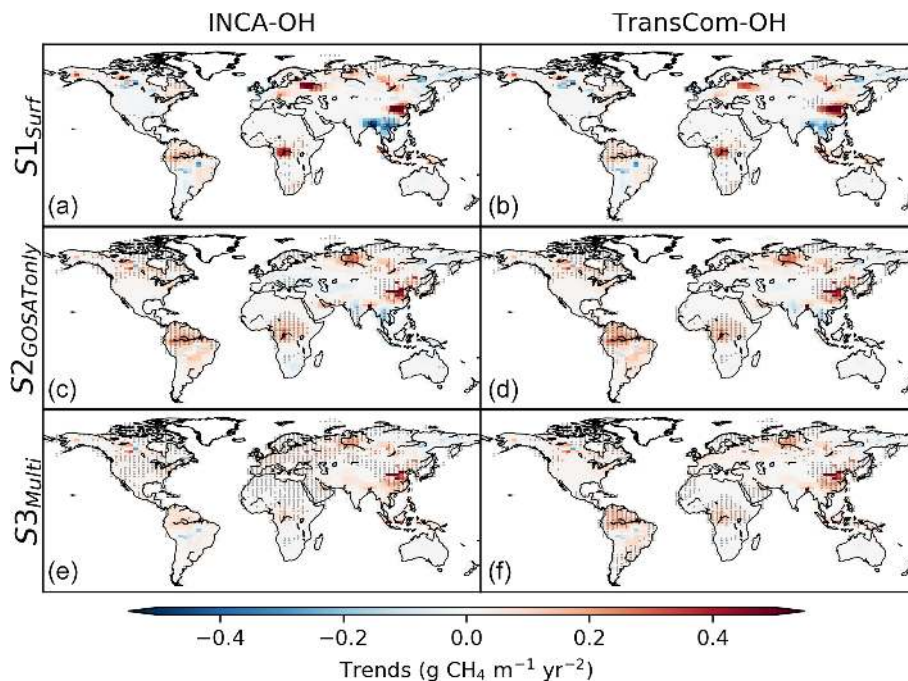 INCA-OH
TransCom-OH
S1Surf
(a)
(b)
S2GOSATonly
(c)
(d)
S3Multi
(e)
(f)
−0.4 −0.2 0.0 0.2 0.4
Trends (g CH₄ m⁻¹ yr⁻²)